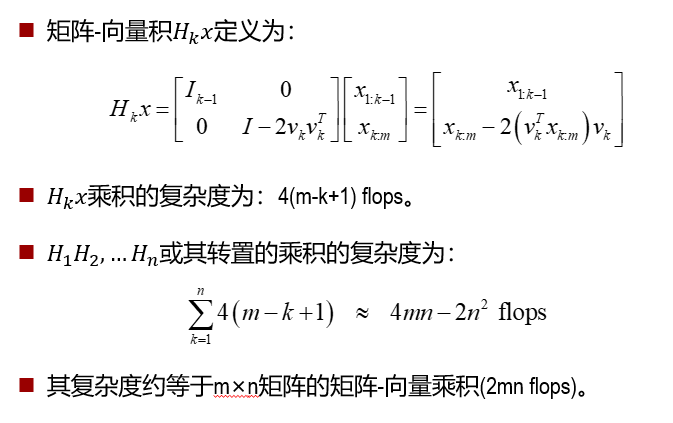 矩阵-向量积$H_k x$定义为：
$H_k x = \begin{bmatrix} I_{k-1} & 0 \\ 0 & I-2v_k v_k^T \end{bmatrix} \begin{bmatrix} x_{1:k-1} \\ x_{k:m} \end{bmatrix} = \begin{bmatrix} x_{1:k-1} \\ x_{k:m} - 2\left(v_k^T x_{k:m}\right)v_k \end{bmatrix}$
$H_k x$乘积的复杂度为：4(m-k+1) flops。
$H_1 H_2, \ldots H_n$或其转置的乘积的复杂度为：
$\sum_{k=1}^{n} 4(m-k+1) \approx 4mn-2n^2$ flops
其复杂度约等于m×n矩阵的矩阵-向量乘积(2mn flops)。